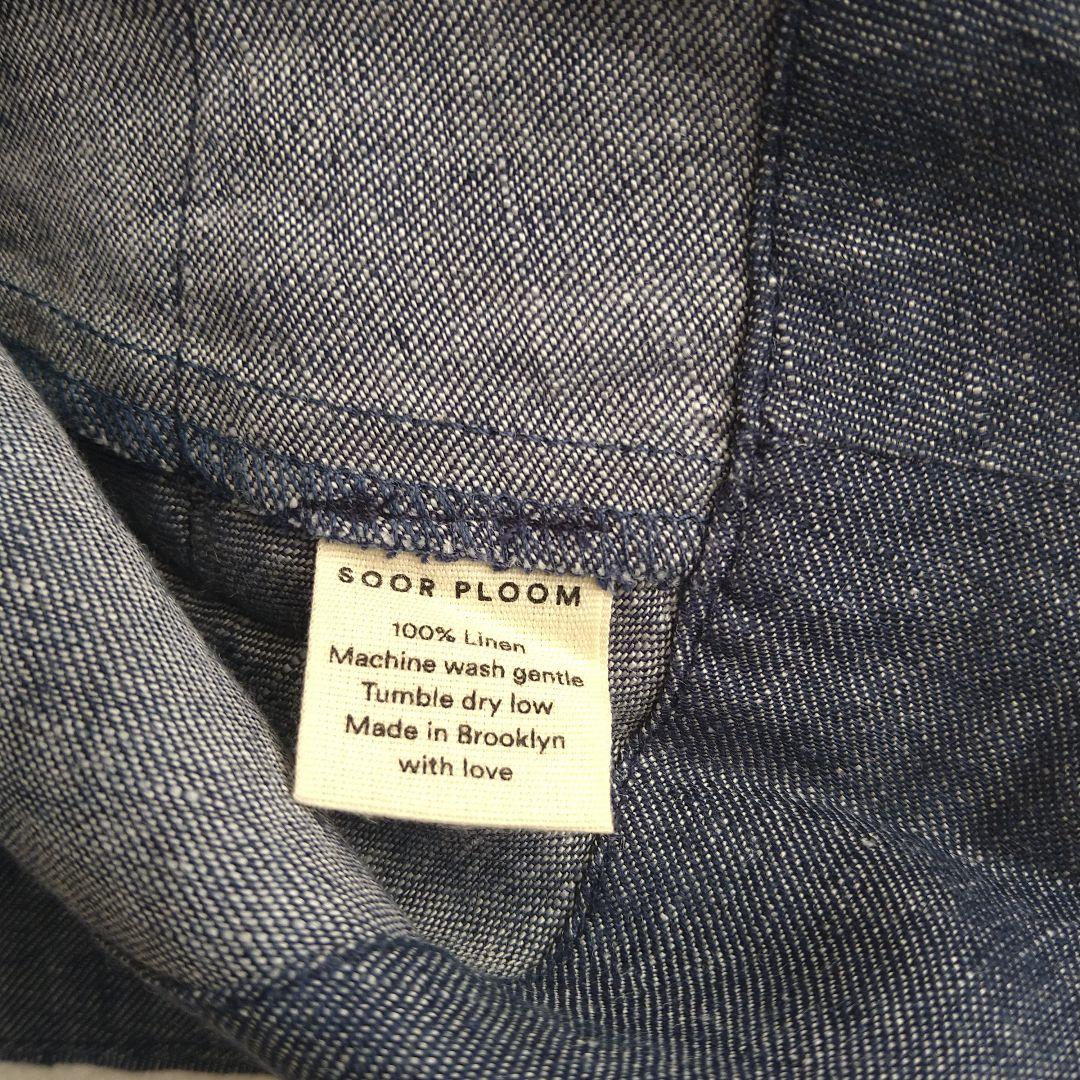 SOOR PLOOM
100% Linen
Machine wash gentle
Tumble dry low
Made in Brooklyn
with love